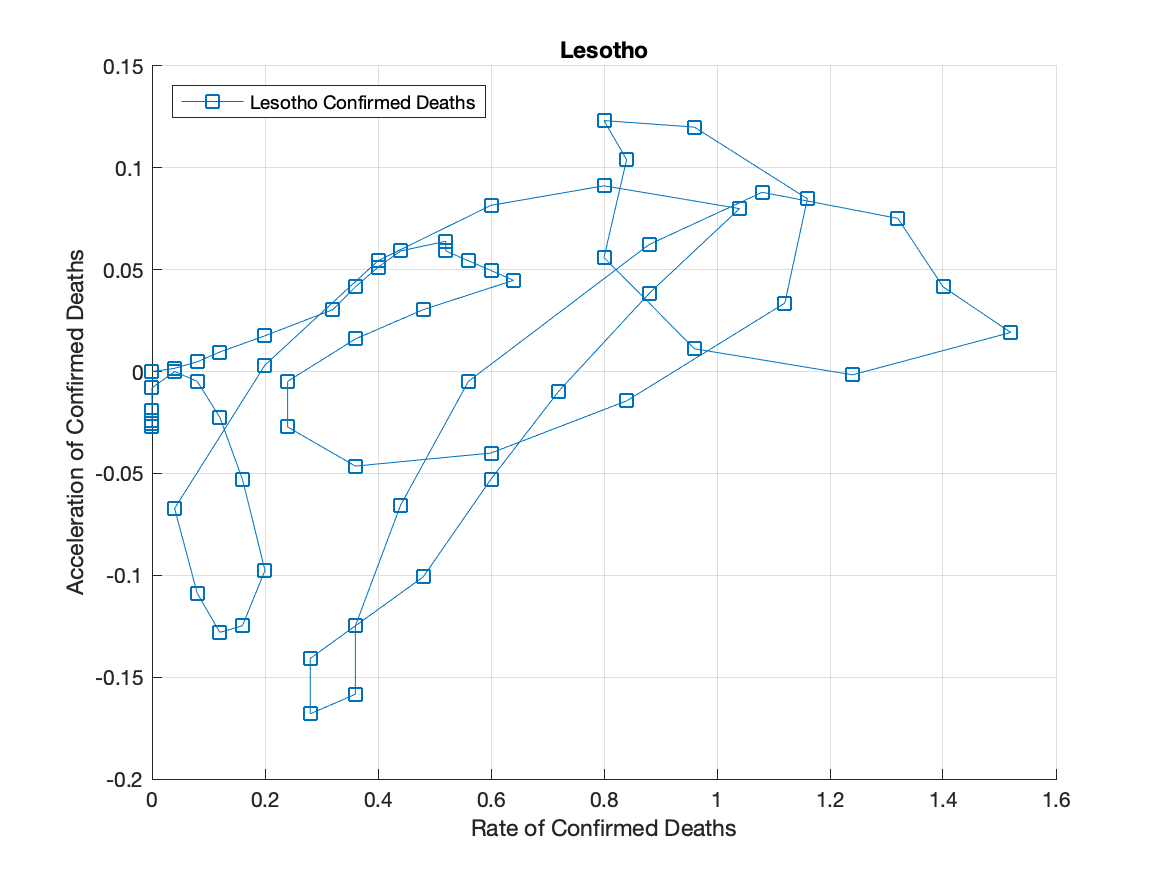 Lesotho
Lesotho Confirmed Deaths
0.15
0.1
0.05
0
-0.05
-0.1
-0.15
-0.2
Acceleration of Confirmed Deaths
0 0.2 0.4 0.6 0.8 1 1.2 1.4 1.6
Rate of Confirmed Deaths